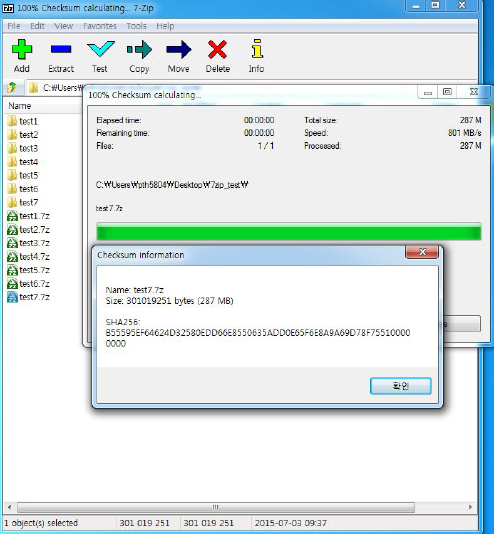 100% Checksum calculating... 7-Zip
File Edit View Favorites Tools Help
Add Extract Test Copy Move Delete Info
C:₩Users₩
100% Checksum calculating...
Name
Elapsed time: 00:00:00 Total size: 287 M
Remaining time: 00:00:00 Speed: 801 MB/s
Files: 1 / 1 Processed: 287 M
C:₩Users₩pth5804₩Desktop₩7zip_test₩
test7.7z
test1
test2
test3
test4
test5
test6
test7
test1.7z
test2.7z
test3.7z
test4.7z
test5.7z
test6.7z
test7.7z
Checksum information
Name: test7.7z
Size: 301019251 bytes (287 MB)
SHA256:
B55595EF64624D32580EDD66E8550635ADD0E65F6E8A9A69D78F75510000
0000
확인
1 object(s) selected 301 019 251 301 019 251 2015-07-03 09:37